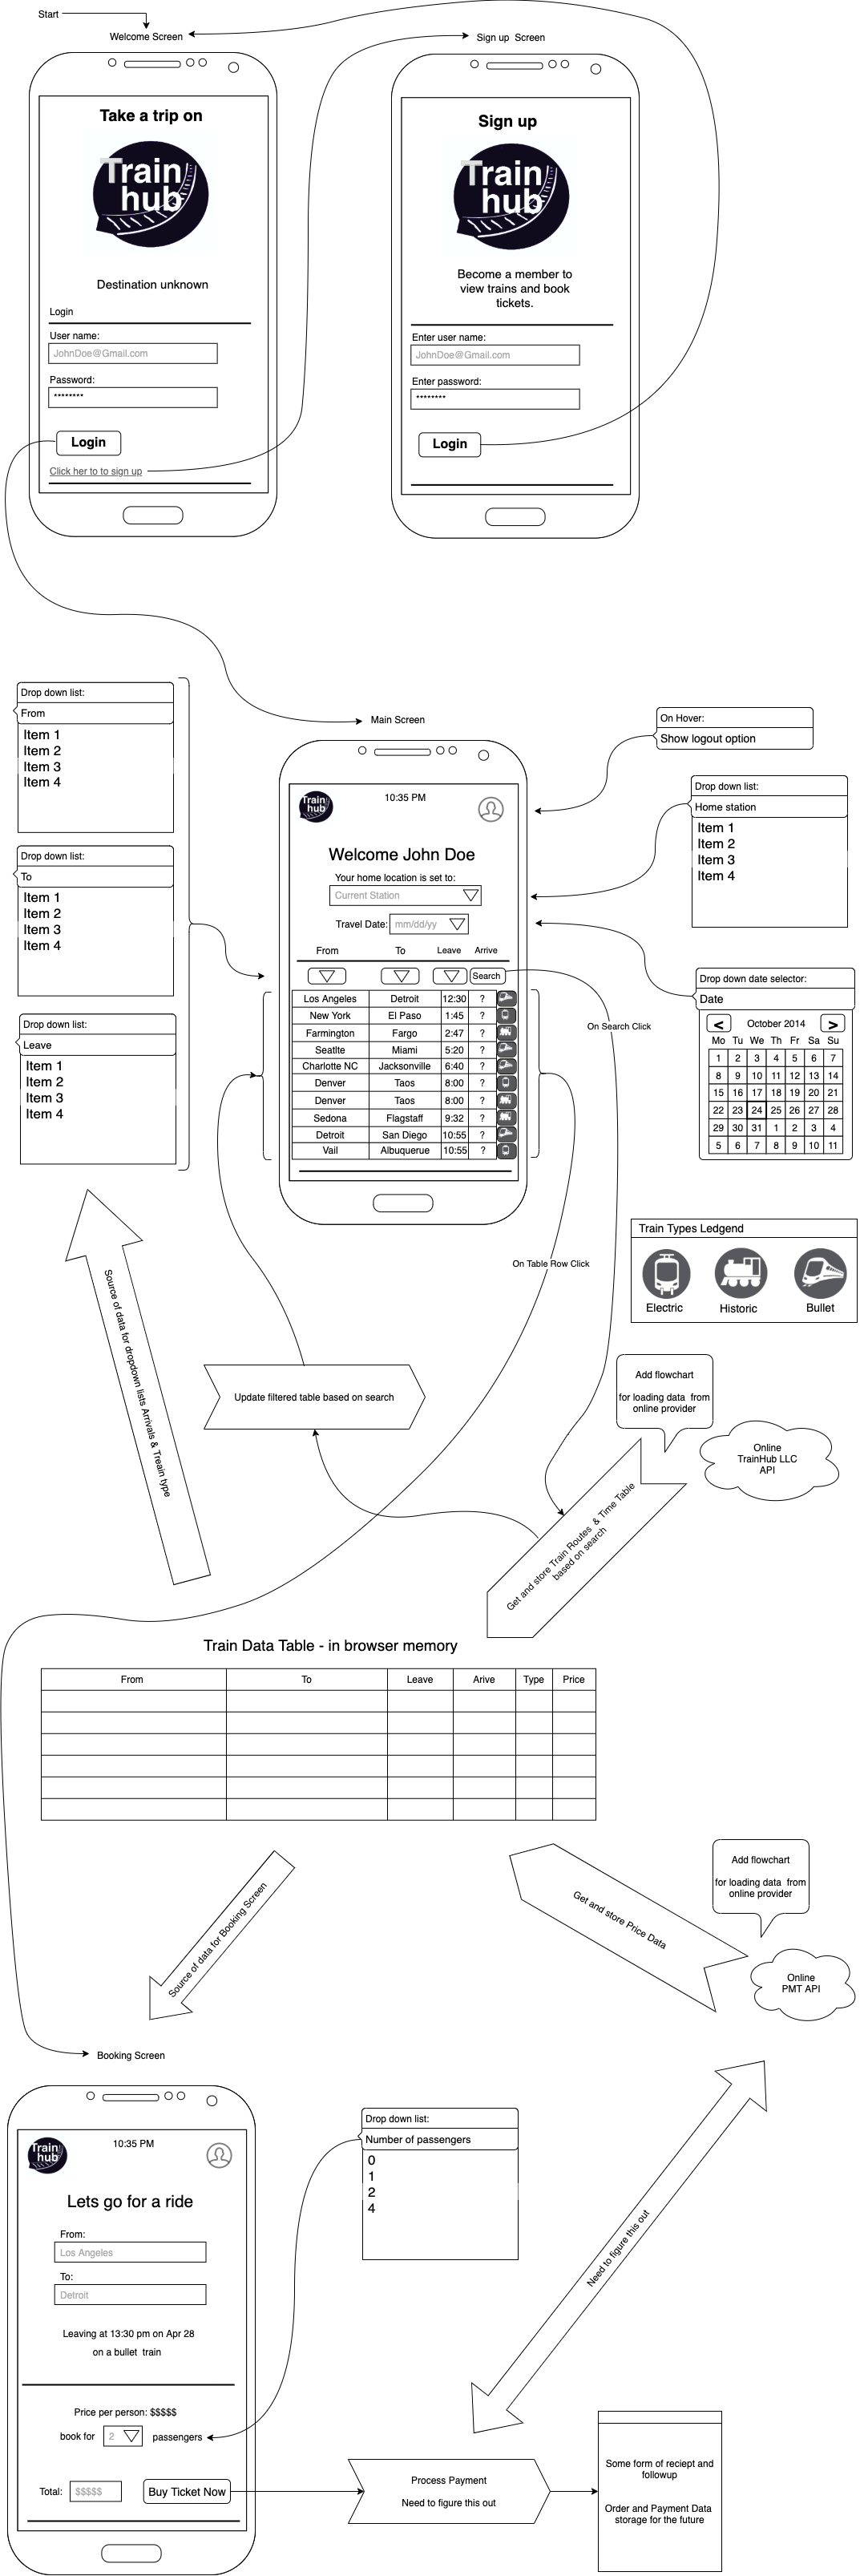 Start
Welcome Screen
Sign up Screen
Take a trip on
Train
hub
Destination unknown
Login
User name:
JohnDoe@Gmail.com
Password:
********
Login
Click her to to sign up
Sign up
Train
hub
Become a member to
view trains and book
tickets.
Enter user name:
JohnDoe@Gmail.com
Enter password:
********
Login
Drop down list:
From
Item 1
Item 2
Item 3
Item 4
Drop down list:
To
Item 1
Item 2
Item 3
Item 4
Drop down list:
Leave
Item 1
Item 2
Item 3
Item 4
Main Screen
Train
hub
10:35 PM
Welcome John Doe
Your home location is set to:
Current Station
Travel Date: mm/dd/yy
From To Leave Arrive
Search
Los Angeles Detroit 12:30 ?
New York El Paso 1:45 ?
Farmington Fargo 2:47 ?
Seatlte Miami 5:20 ?
Charlotte NC Jacksonville 6:40 ?
Denver Taos 8:00 ?
Denver Taos 8:00 ?
Sedona Flagstaff 9:32 ?
Detroit San Diego 10:55 ?
Vail Albuquerue 10:55 ?
On Hover:
Show logout option
Drop down list:
Home station
Item 1
Item 2
Item 3
Item 4
Drop down date selector:
Date
< October 2014 >
Mo Tu We Th Fr Sa Su
1 2 3 4 5 6 7
8 9 10 11 12 13 14
15 16 17 18 19 20 21
22 23 24 25 26 27 28
29 30 31 1 2 3 4
5 6 7 8 9 10 11
On Search Click
On Table Row Click
Train Types Ledgend
Electric Historic Bullet
Source of data for dropdown lists Arrivals & Treain type
Update filtered table based on search
Add flowchart
for loading data from
online provider
Online
TrainHub LLC
API
Get and store Train Routes & Time Table
based on search
Train Data Table - in browser memory
From To Leave Arive Type Price
Source of data for Booking Screen
Get and store Price Data
Add flowchart
for loading data from
online provider
Online
PMT API
Booking Screen
Train
hub
10:35 PM
Lets go for a ride
From:
Los Angeles
To:
Detroit
Leaving at 13:30 pm on Apr 28
on a bullet train
Price per person: $$$$$
book for 2 passengers
Total: $$$$$ Buy Ticket Now
Drop down list:
Number of passengers
0
1
2
4
Need to figure this out
Process Payment
Need to figure this out
Some form of reciept and
followup
Order and Payment Data
storage for the future